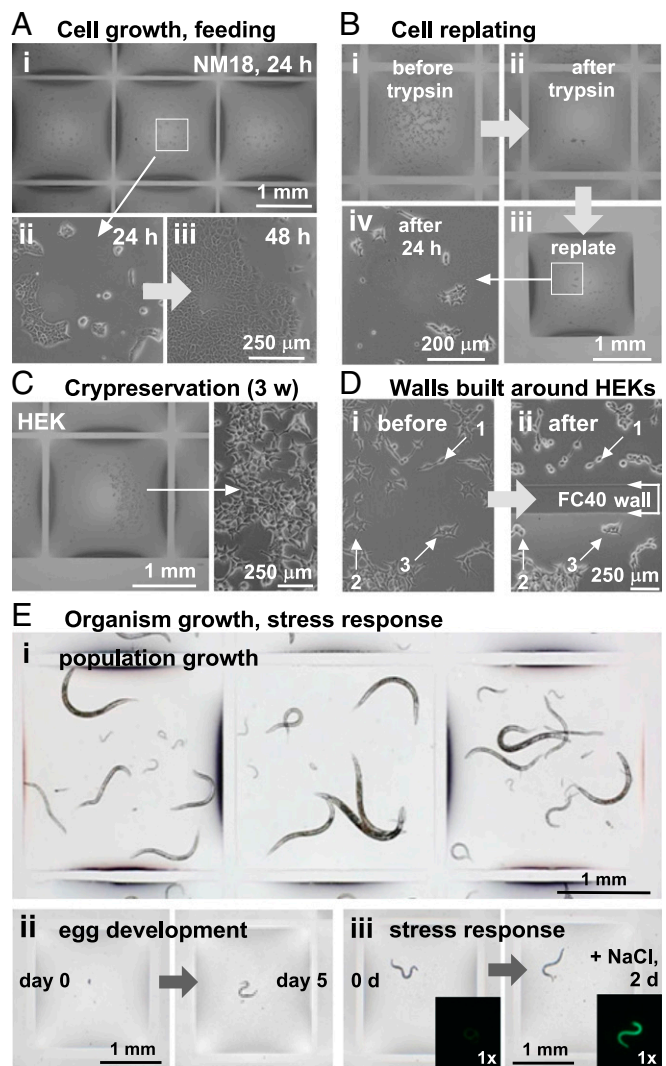 A Cell growth, feeding
i NM18, 24 h
1 mm
ii 24 h
iii 48 h
250 μm
B Cell replating
i before
trypsin
ii after
trypsin
iv after
24 h
200 μm
iii
replate
1 mm
C Crypreservation (3 w)
HEK
1 mm
250
μm
D Walls built around HEKs
i before
1
2
3
ii after
1
FC40 wall
2
3
250 μm
E Organism growth, stress response
i population growth
1 mm
ii egg development
day 0
day 5
1 mm
iii stress response
0 d
1x
+ NaCl,
2 d
1 mm
1x